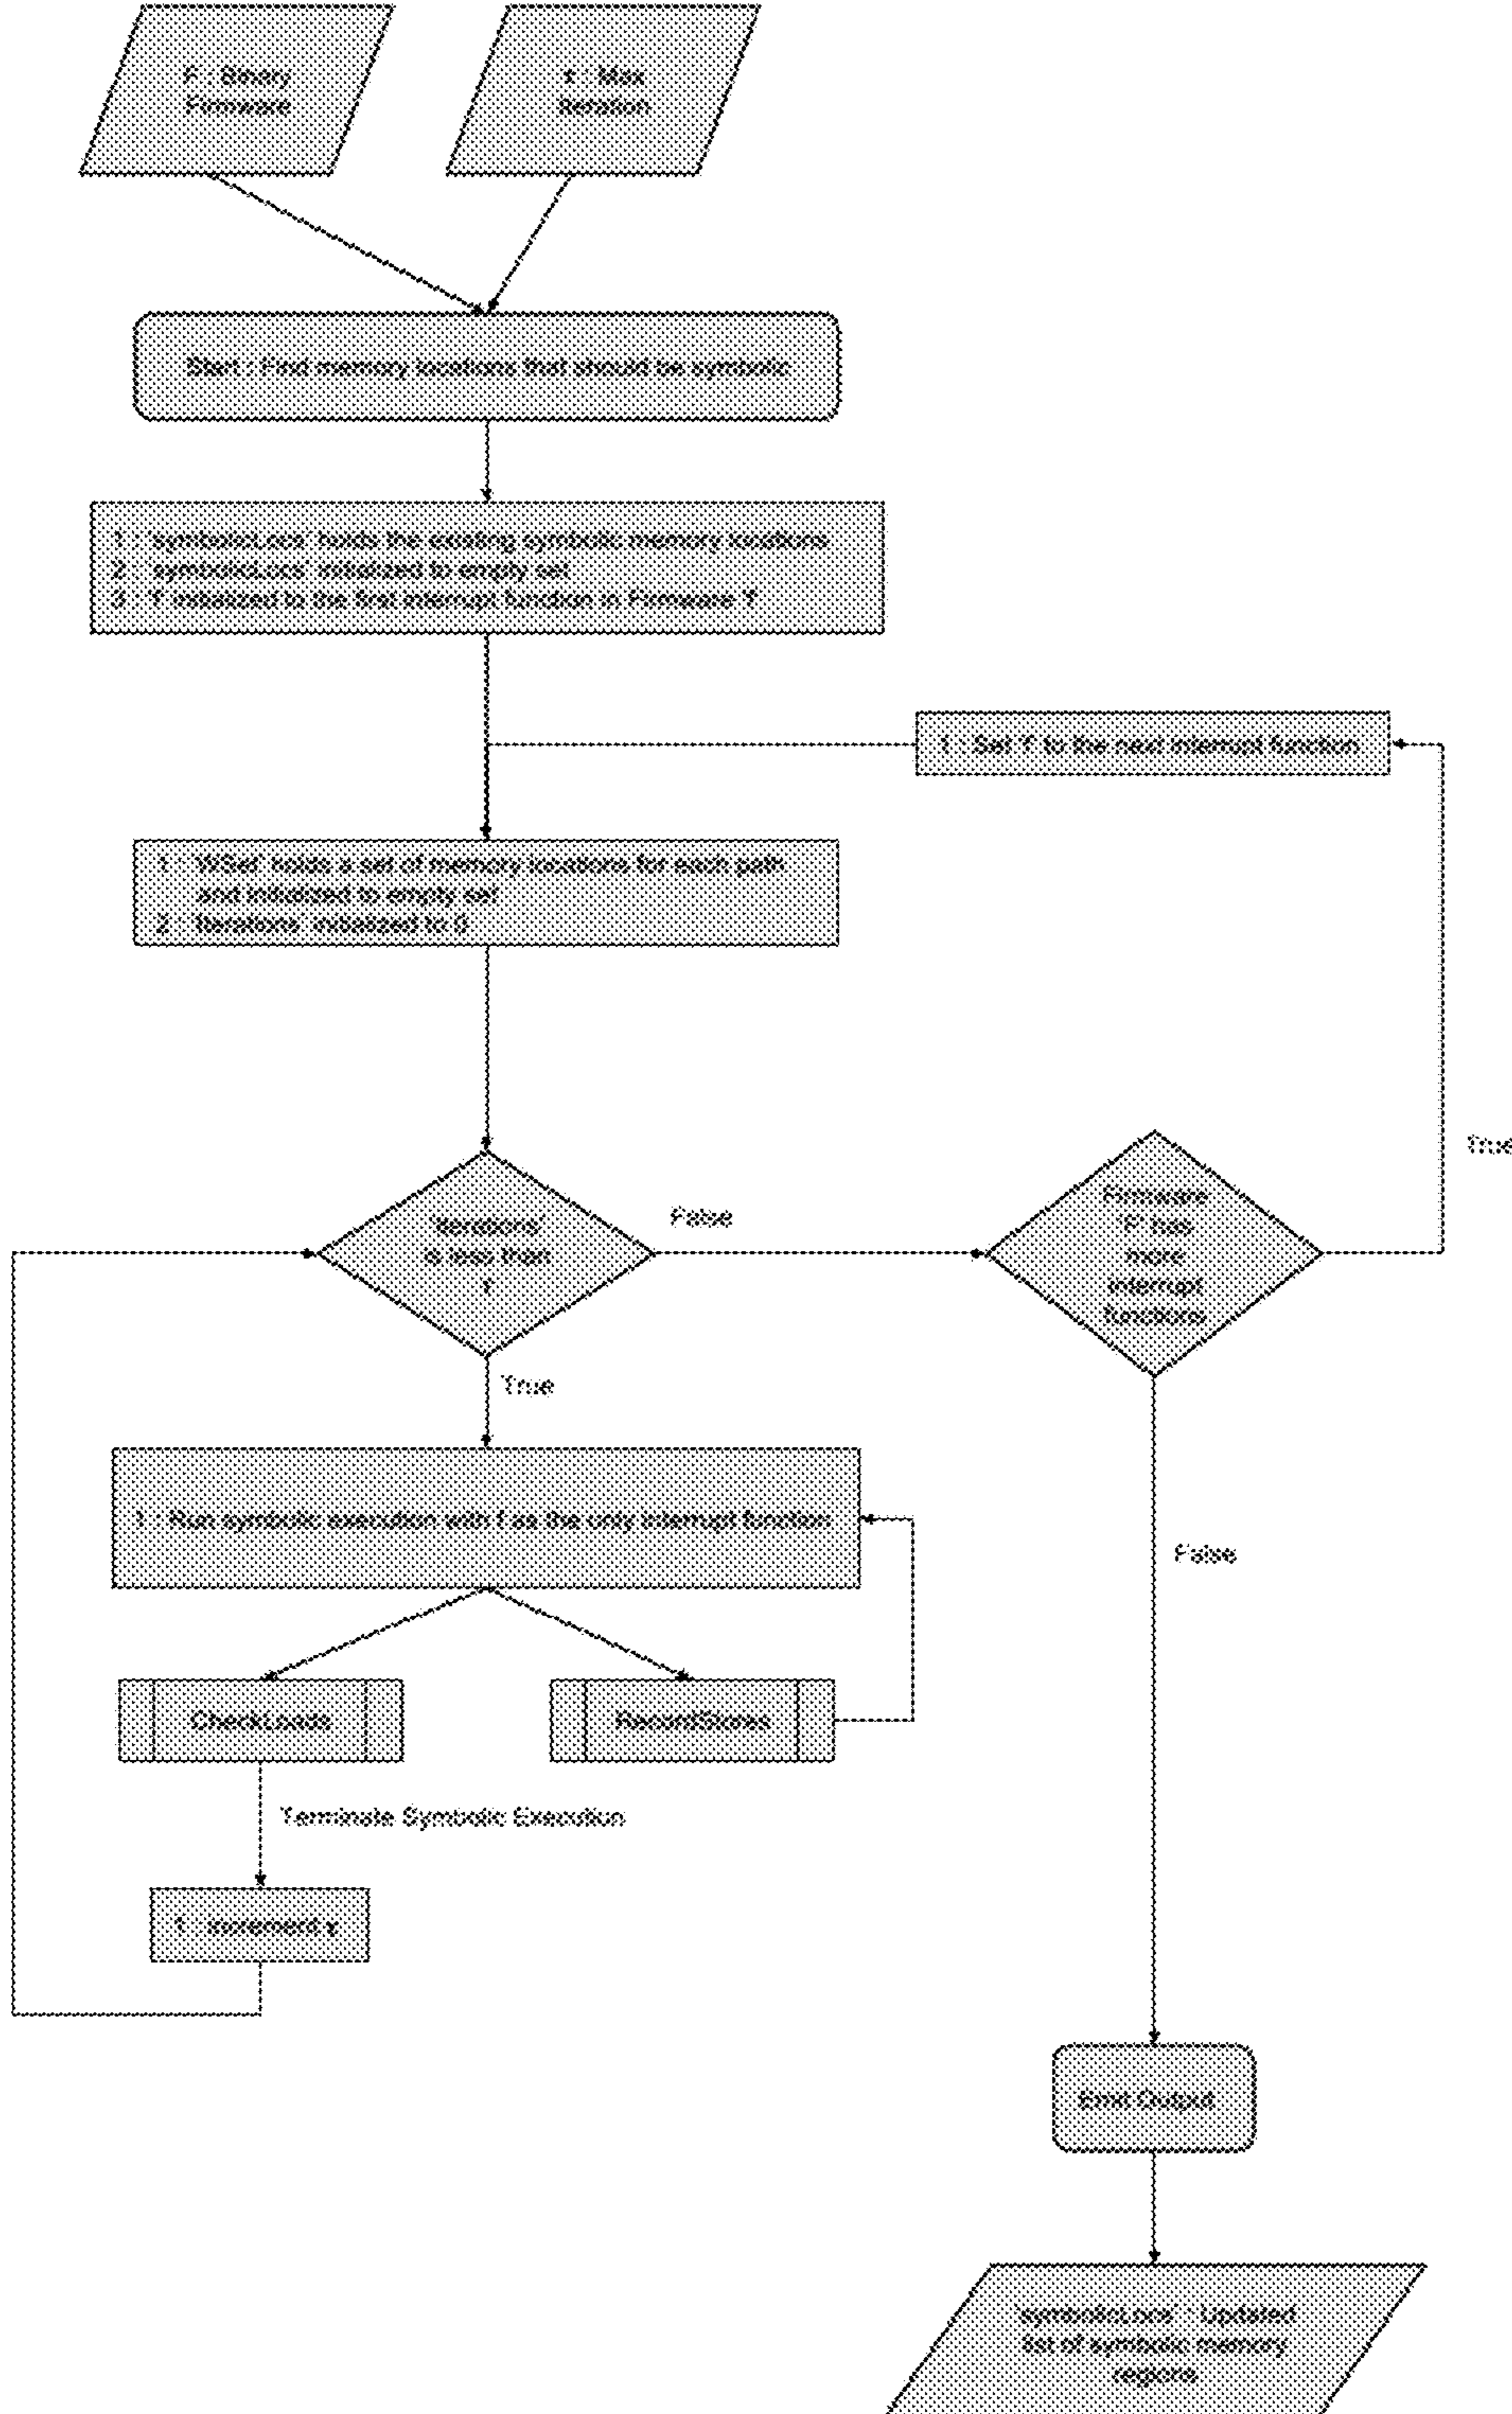 F : Binary
Firmware
: Max
Iteration
Start : Find memory locations that should be symbolic
1 : 'symbolicLocs' holds the existing symbolic memory locations
2 : 'symbolicLocs' initialized to empty set
3 : 'f' initialized to the first interrupt function in Firmware
1 : Set 'f' to the next interrupt function
1 : 'WSet' holds a set of memory locations for each path
and initialized to empty set
2 : 'Iterations' initialized to 0
True
'Iterations'
is less than
False
Firmware
'F' has
more
interrupt
functions
True
1 : Run symbolic execution with f as the only interrupt function
False
CheckLoads
RecordStores
Terminate Symbolic Execution
1 : Increment
Emit Output
'symbolicLocs' : Updated
list of symbolic memory
regions